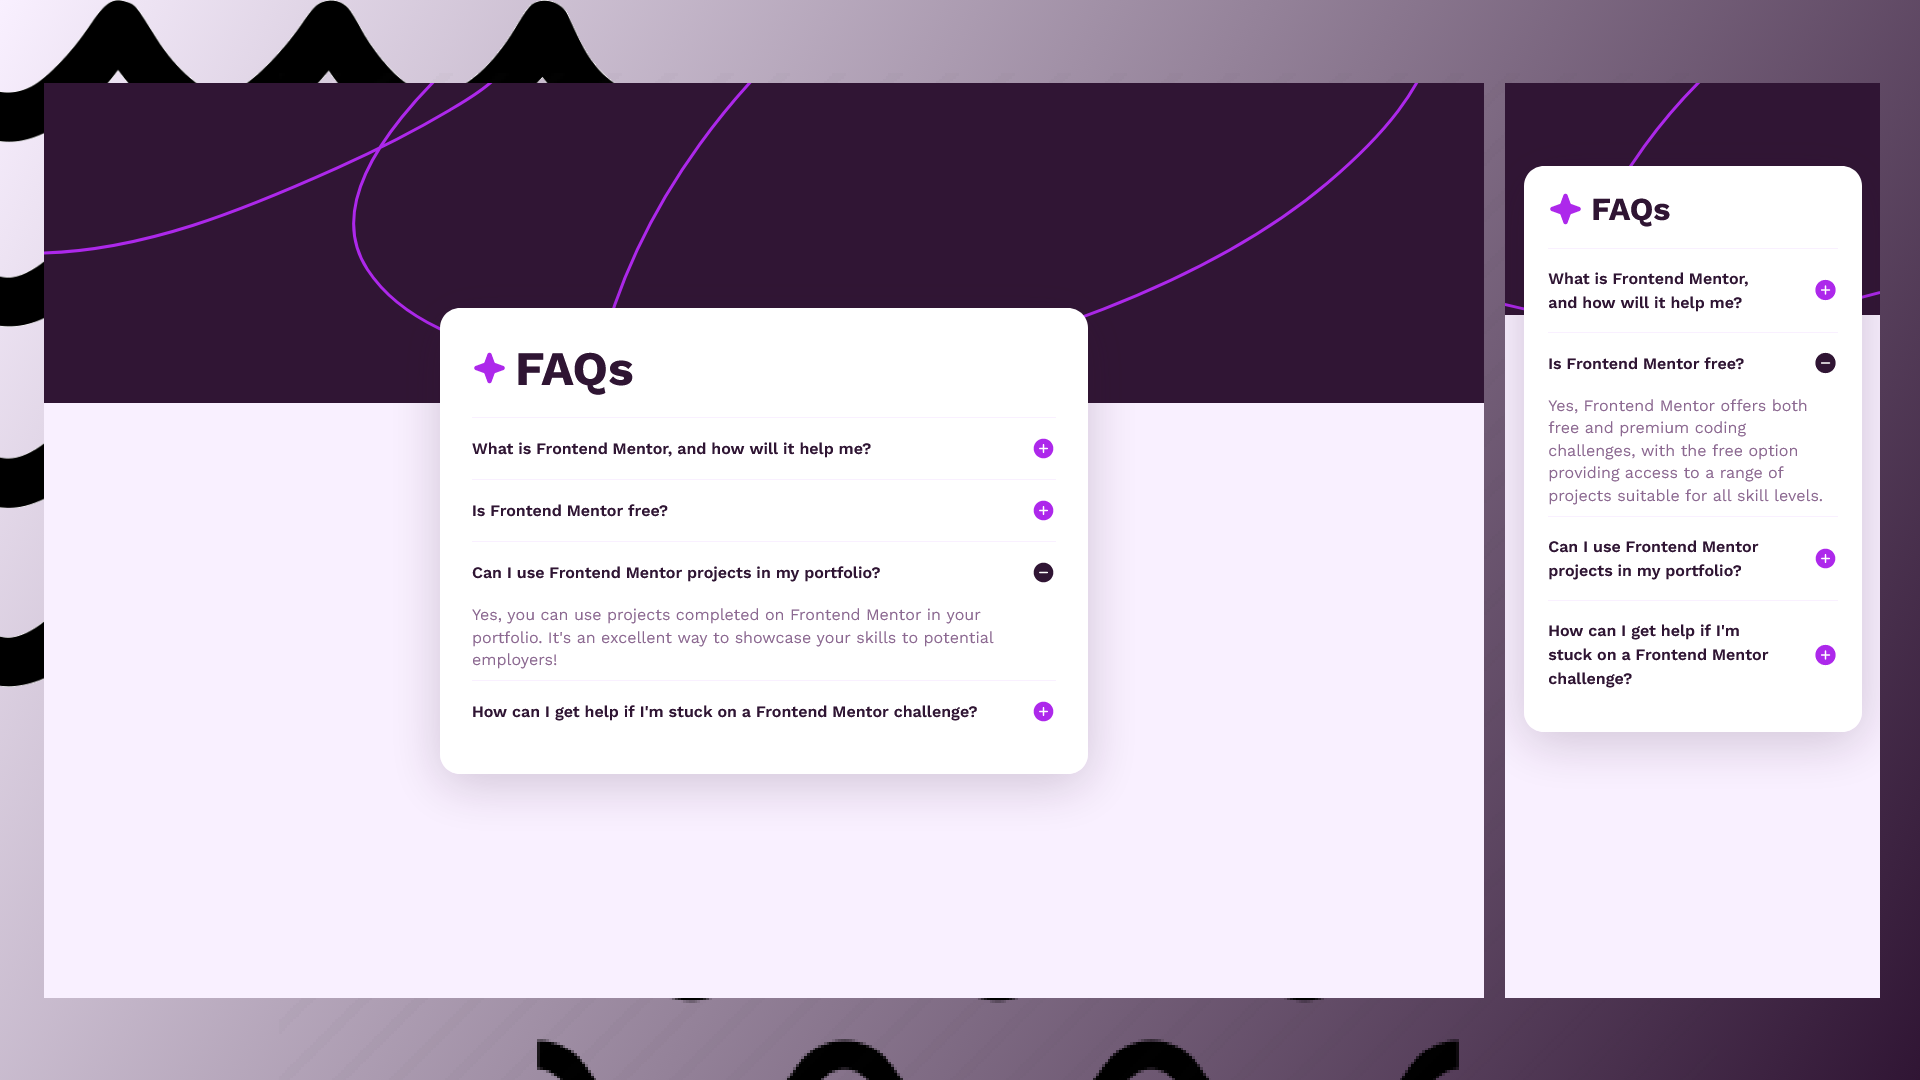 FAQs
What is Frontend Mentor, and how will it help me?
Is Frontend Mentor free?
Can I use Frontend Mentor projects in my portfolio?
Yes, you can use projects completed on Frontend Mentor in your
portfolio. It's an excellent way to showcase your skills to potential
employers!
How can I get help if I'm stuck on a Frontend Mentor challenge?
FAQs
What is Frontend Mentor,
and how will it help me?
Is Frontend Mentor free?
Yes, Frontend Mentor offers both
free and premium coding
challenges, with the free option
providing access to a range of
projects suitable for all skill levels.
Can I use Frontend Mentor
projects in my portfolio?
How can I get help if I'm
stuck on a Frontend Mentor
challenge?